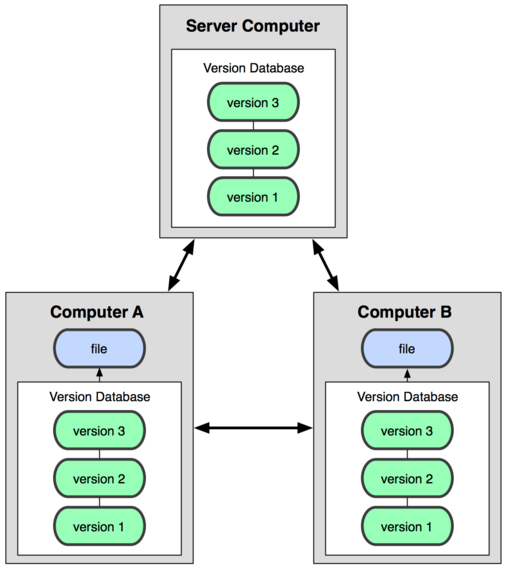 Server Computer
Version Database
version 3
version 2
version 1
Computer A
file
Version Database
version 3
version 2
version 1
Computer B
file
Version Database
version 3
version 2
version 1